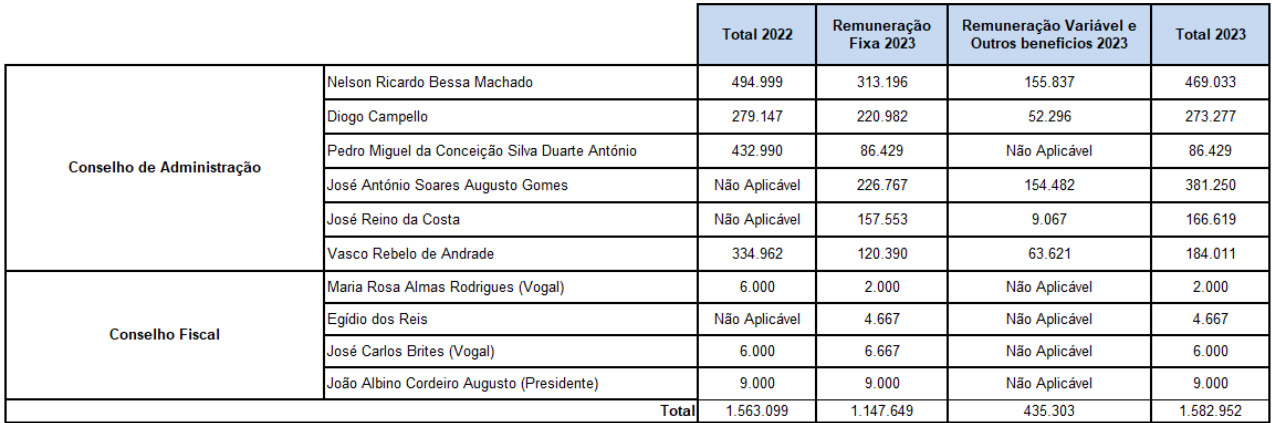 Total 2022 Remuneração Fixa 2023 Remuneração Variável e Outros beneficios 2023 Total 2023
Conselho de Administração
Nelson Ricardo Bessa Machado 494.999 313.196 155.837 469.033
Diogo Campello 279.147 220.982 52.296 273.277
Pedro Miguel da Conceição Silva Duarte António 432.990 86.429 Não Aplicável 86.429
José António Soares Augusto Gomes Não Aplicável 226.767 154.482 381.250
José Reino da Costa Não Aplicável 157.553 9.067 166.619
Vasco Rebelo de Andrade 334.962 120.390 63.621 184.011
Conselho Fiscal
Maria Rosa Almas Rodrigues (Vogal) 6.000 2.000 Não Aplicável 2.000
Egídio dos Reis Não Aplicável 4.667 Não Aplicável 4.667
José Carlos Brites (Vogal) 6.000 6.667 Não Aplicável 6.000
João Albino Cordeiro Augusto (Presidente) 9.000 9.000 Não Aplicável 9.000
Total 1.563.099 1.147.649 435.303 1.582.952